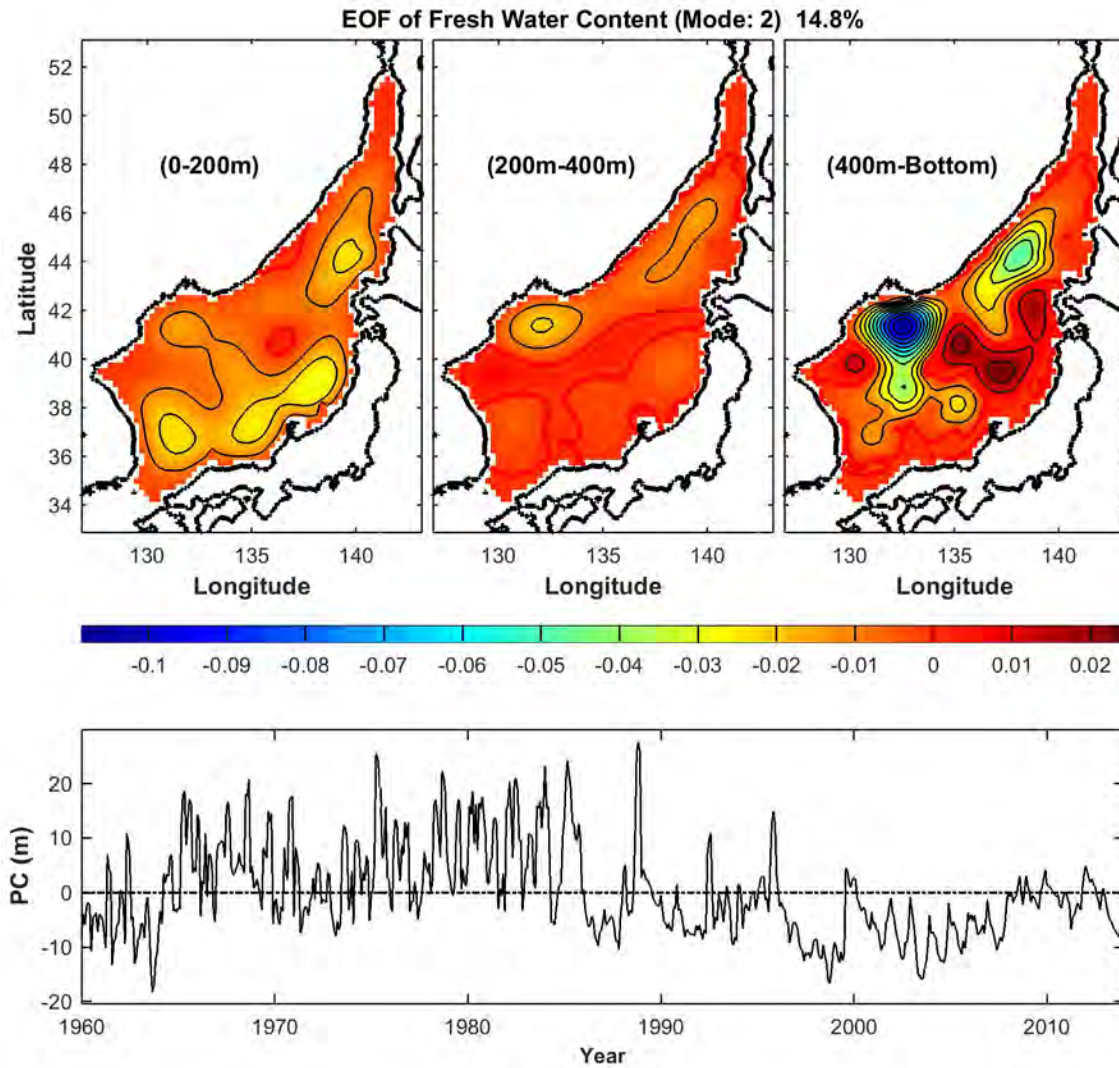 EOF of Fresh Water Content (Mode: 2) 14.8%
52
50
48
46
44
42
40
38
36
34
Latitude
(0-200m)
(200m-400m)
(400m-Bottom)
130 135 140
130 135 140
130 135 140
Longitude
Longitude
Longitude
-0.1 -0.09 -0.08 -0.07 -0.06 -0.05 -0.04 -0.03 -0.02 -0.01 0 0.01 0.02
PC (m)
20
10
0
-10
-20
1960 1970 1980 1990 2000 2010
Year